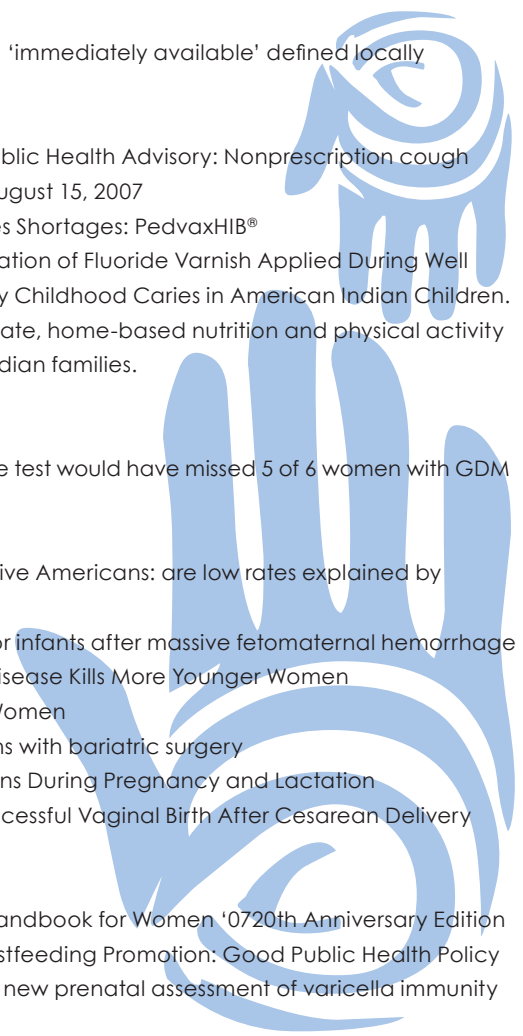 ‘immediately available’ defined locally
blic Health Advisory: Nonprescription cough
ugust 15, 2007
es Shortages: PedvaxHIB®
ation of Fluoride Varnish Applied During Well
y Childhood Caries in American Indian Children.
ate, home-based nutrition and physical activity
dian families.
e test would have missed 5 of 6 women with GDM
ive Americans: are low rates explained by
or infants after massive fetomaternal hemorrhage
isease Kills More Younger Women
Women
ns with bariatric surgery
ns During Pregnancy and Lactation
cessful Vaginal Birth After Cesarean Delivery
andbook for Women ‘0720th Anniversary Edition
stfeeding Promotion: Good Public Health Policy
new prenatal assessment of varicella immunity